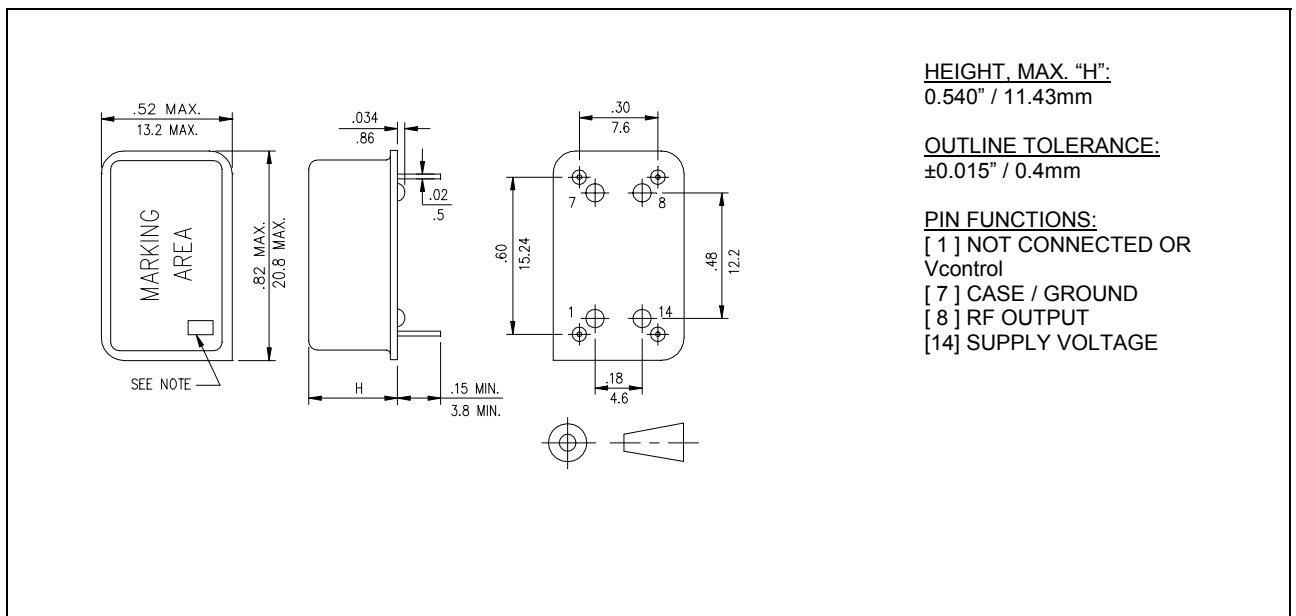 .52 MAX.
13.2 MAX.
MARKING
AREA
.82 MAX.
20.8 MAX.
SEE NOTE
.034
.86
.02
.5
H
.15 MIN.
3.8 MIN.
.30
7.6
7
8
.60
15.24
.48
12.2
1
14
.18
4.6
HEIGHT, MAX. “H”:
0.540” / 11.43mm
OUTLINE TOLERANCE:
±0.015” / 0.4mm
PIN FUNCTIONS:
[ 1 ] NOT CONNECTED OR
Vcontrol
[ 7 ] CASE / GROUND
[ 8 ] RF OUTPUT
[14] SUPPLY VOLTAGE